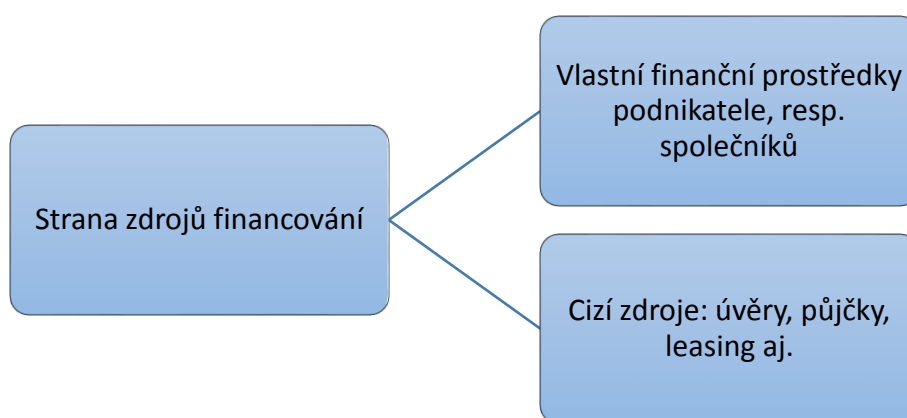 Strana zdrojů financování
Vlastní finanční prostředky
podnikatele, resp.
společníků
Cizí zdroje: úvěry, půjčky,
leasing aj.